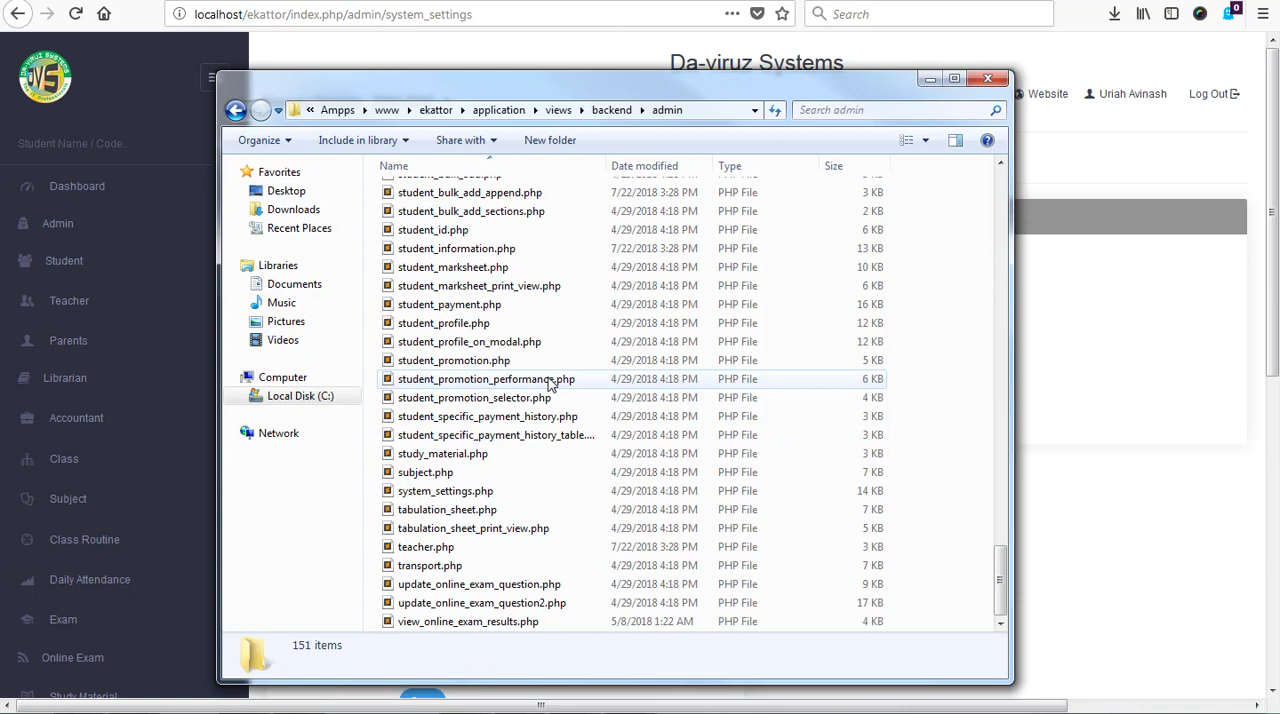 localhost/ekattor/index.php/admin/system_settings
Search
0
Da-viruz Systems
DVS
Website
Uriah Avinash
Log Out
Student Name / Code...
Dashboard
Admin
Student
Teacher
Parents
Librarian
Accountant
Class
Subject
Class Routine
Daily Attendance
Exam
Online Exam
Study Material
« Ampps www ekattor application views backend admin
Search admin
Organize Include in library Share with New folder
Favorites
Desktop
Downloads
Recent Places
Libraries
Documents
Music
Pictures
Videos
Computer
Local Disk (C:)
Network
Name Date modified Type Size
student_bulk_add_append.php 7/22/2018 3:28 PM PHP File 3 KB
student_bulk_add_sections.php 4/29/2018 4:18 PM PHP File 2 KB
student_id.php 4/29/2018 4:18 PM PHP File 6 KB
student_information.php 7/22/2018 3:28 PM PHP File 13 KB
student_marksheet.php 4/29/2018 4:18 PM PHP File 10 KB
student_marksheet_print_view.php 4/29/2018 4:18 PM PHP File 6 KB
student_payment.php 4/29/2018 4:18 PM PHP File 16 KB
student_profile.php 4/29/2018 4:18 PM PHP File 12 KB
student_profile_on_modal.php 4/29/2018 4:18 PM PHP File 12 KB
student_promotion.php 4/29/2018 4:18 PM PHP File 5 KB
student_promotion_performance.php 4/29/2018 4:18 PM PHP File 6 KB
student_promotion_selector.php 4/29/2018 4:18 PM PHP File 4 KB
student_specific_payment_history.php 4/29/2018 4:18 PM PHP File 3 KB
student_specific_payment_history_table.... 4/29/2018 4:18 PM PHP File 3 KB
study_material.php 4/29/2018 4:18 PM PHP File 3 KB
subject.php 4/29/2018 4:18 PM PHP File 7 KB
system_settings.php 4/29/2018 4:18 PM PHP File 14 KB
tabulation_sheet.php 4/29/2018 4:18 PM PHP File 7 KB
tabulation_sheet_print_view.php 4/29/2018 4:18 PM PHP File 5 KB
teacher.php 7/22/2018 3:28 PM PHP File 3 KB
transport.php 4/29/2018 4:18 PM PHP File 7 KB
update_online_exam_question.php 4/29/2018 4:18 PM PHP File 9 KB
update_online_exam_question2.php 4/29/2018 4:18 PM PHP File 17 KB
view_online_exam_results.php 5/8/2018 1:22 AM PHP File 4 KB
151 items